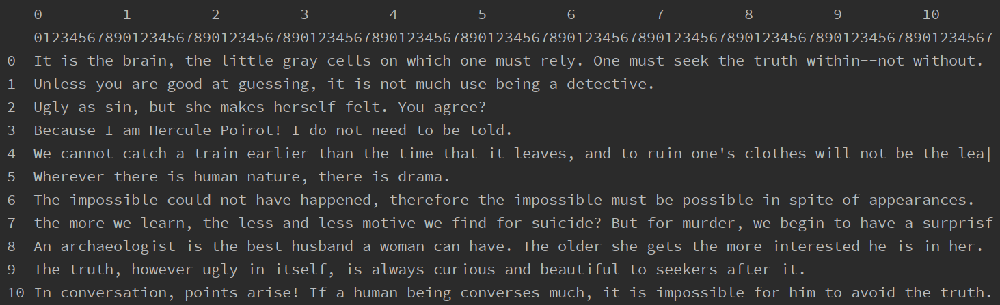 0         1         2         3         4         5         6         7         8         9         10
012345678901234567890123456789012345678901234567890123456789012345678901234567890123456789012345678901234567
0 It is the brain, the little gray cells on which one must rely. One must seek the truth within--not without.
1 Unless you are good at guessing, it is not much use being a detective.
2 Ugly as sin, but she makes herself felt. You agree?
3 Because I am Hercule Poirot! I do not need to be told.
4 We cannot catch a train earlier than the time that it leaves, and to ruin one's clothes will not be the lea|
5 Wherever there is human nature, there is drama.
6 The impossible could not have happened, therefore the impossible must be possible in spite of appearances.
7 the more we learn, the less and less motive we find for suicide? But for murder, we begin to have a surprisf
8 An archaeologist is the best husband a woman can have. The older she gets the more interested he is in her.
9 The truth, however ugly in itself, is always curious and beautiful to seekers after it.
10 In conversation, points arise! If a human being converses much, it is impossible for him to avoid the truth.